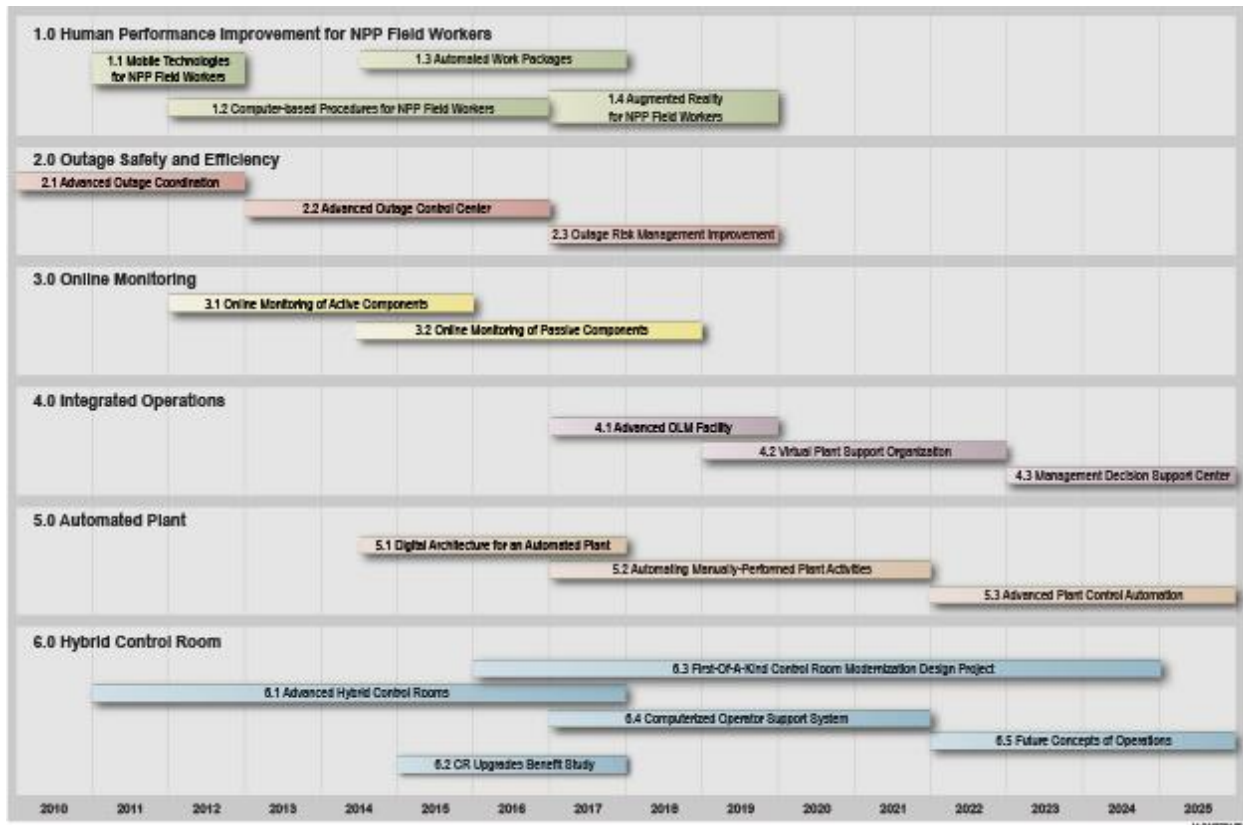 1.0 Human Performance Improvement for NPP Field Workers
1.1 Mobile Technologies
for NPP Field Workers
1.3 Automated Work Packages
1.2 Computer-based Procedures for NPP Field Workers
1.4 Augmented Reality
for NPP Field Workers
2.0 Outage Safety and Efficiency
2.1 Advanced Outage Coordination
2.2 Advanced Outage Control Center
2.3 Outage Risk Management Improvement
3.0 Online Monitoring
3.1 Online Monitoring of Active Components
3.2 Online Monitoring of Passive Components
4.0 Integrated Operations
4.1 Advanced OLM Facility
4.2 Virtual Plant Support Organization
4.3 Management Decision Support Center
5.0 Automated Plant
5.1 Digital Architecture for an Automated Plant
5.2 Automating Manually-Performed Plant Activities
5.3 Advanced Plant Control Automation
6.0 Hybrid Control Room
6.3 First-Of-A-Kind Control Room Modernization Design Project
6.1 Advanced Hybrid Control Rooms
6.4 Computerized Operator Support System
6.5 Future Concepts of Operations
6.2 CR Upgrades Benefit Study
2010 2011 2012 2013 2014 2015 2016 2017 2018 2019 2020 2021 2022 2023 2024 2025